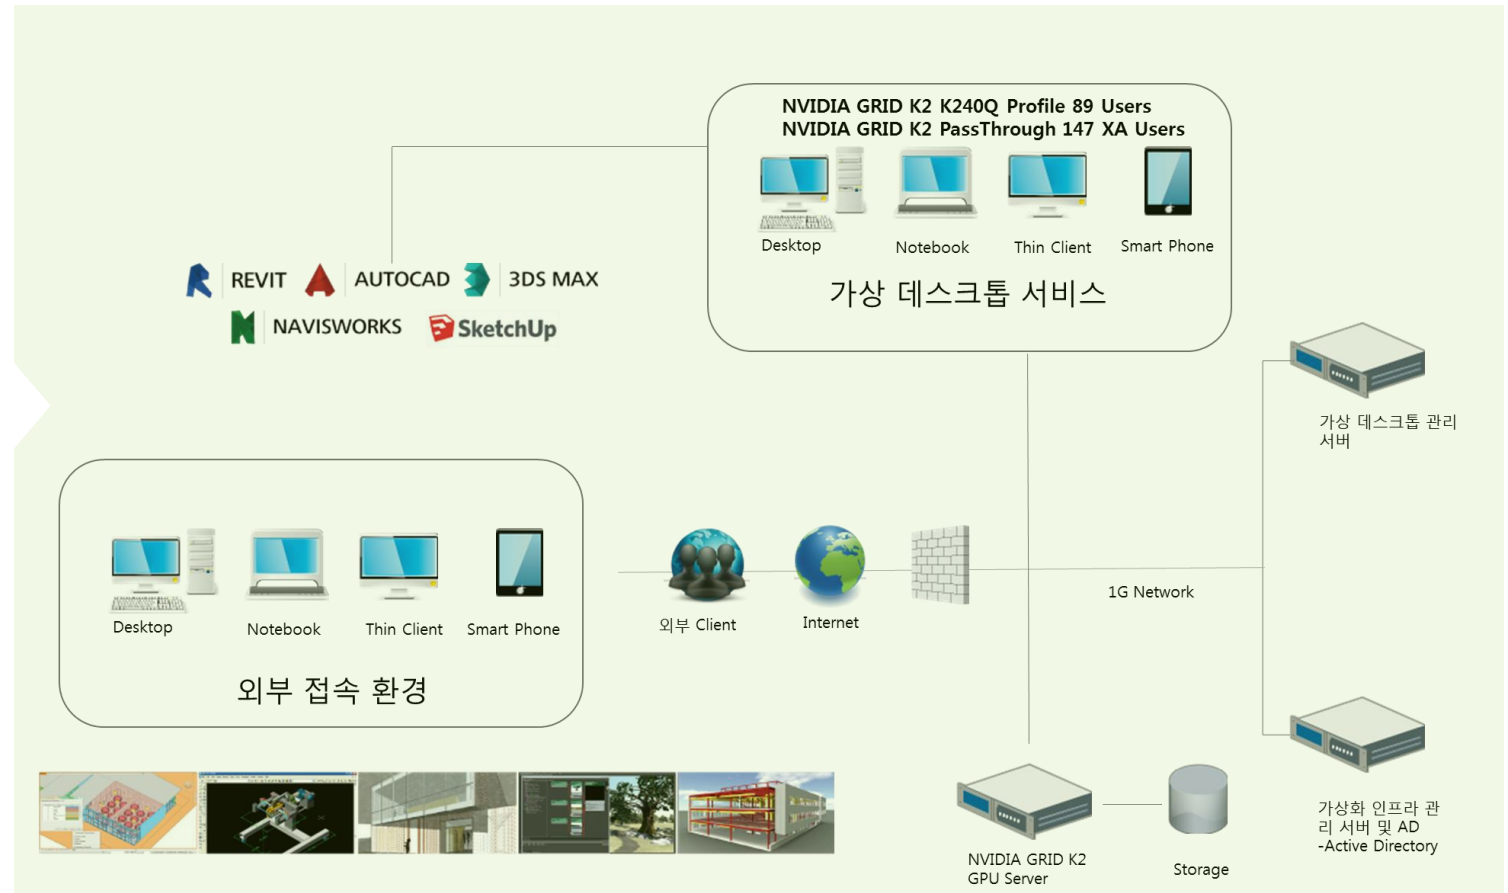 NVIDIA GRID K2 K240Q Profile 89 Users
NVIDIA GRID K2 PassThrough 147 XA Users
Desktop
Notebook
Thin Client
Smart Phone
가상 데스크톱 서비스
REVIT
AUTOCAD
3DS MAX
NAVISWORKS
SketchUp
가상 데스크톱 관리
서버
Desktop
Notebook
Thin Client
Smart Phone
외부 접속 환경
외부 Client
Internet
1G Network
NVIDIA GRID K2
GPU Server
Storage
가상화 인프라 관
리 서버 및 AD
-Active Directory